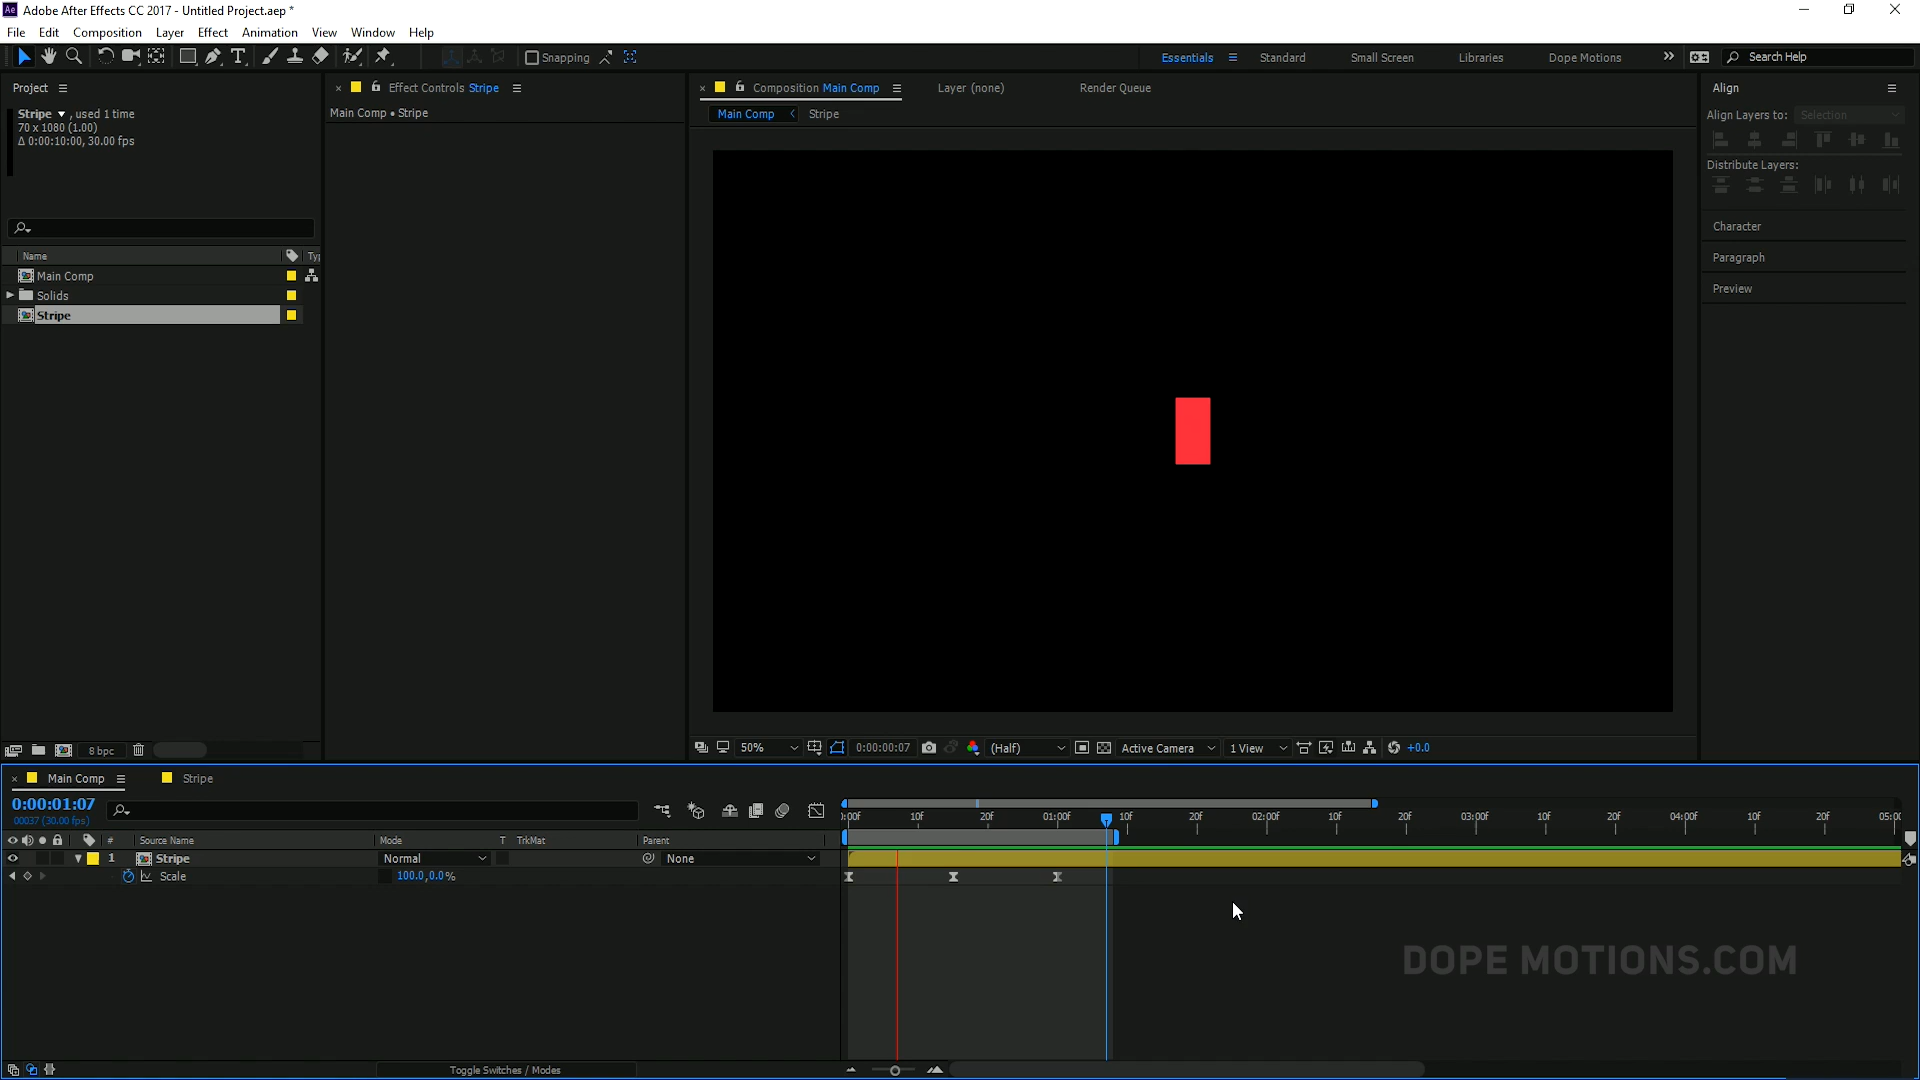 Ae Adobe After Effects CC 2017 - Untitled Project.aep *
File Edit Composition Layer Effect Animation View Window Help
T Snapping Essentials Standard Small Screen Libraries Dope Motions Search Help
Project Effect Controls Stripe Composition Main Comp Layer (none) Render Queue Align
Main Comp • Stripe
Main Comp Stripe
Stripe , used 1 time
70 x 1080 (1.00)
Δ 0:00:10:00, 30.00 fps
Align Layers to: Selection
Distribute Layers:
Character
Paragraph
Preview
Name Typ
Main Comp
Solids
Stripe
8 bpc
50% 0:00:00:07 (Half) Active Camera 1 View +0.0
Main Comp Stripe
0:00:01:07
00037 (30.00 fps)
):00f 10f 20f 01:00f 10f 20f 02:00f 10f 20f 03:00f 10f 20f 04:00f 10f 20f 05:00
# Source Name Mode T TrkMat Parent
1 Stripe Normal None
Scale 100.0,0.0%
DOPE MOTIONS.COM
Toggle Switches / Modes